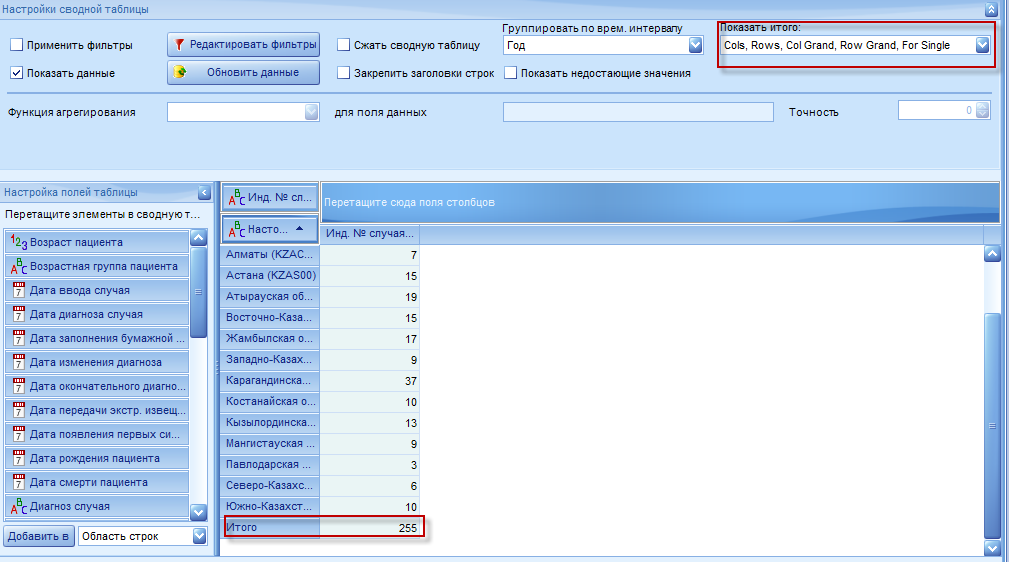 Настройки сводной таблицы
Применить фильтры
Редактировать фильтры
Сжать сводную таблицу
Группировать по врем. интервалу
Год
Показать итого:
Cols, Rows, Col Grand, Row Grand, For Single
Показать данные
Обновить данные
Закрепить заголовки строк
Показать недостающие значения
Функция агрегирования
для поля данных
Точность
0
Настройка полей таблицы
Перетащите элементы в сводную т...
Возраст пациента
Возрастная группа пациента
Дата ввода случая
Дата диагноза случая
Дата заполнения бумажной ...
Дата изменения диагноза
Дата окончательного диагно...
Дата передачи экстр. извещ...
Дата появления первых си...
Дата рождения пациента
Дата смерти пациента
Диагноз случая
Добавить в
Область строк
Инд. № сл...
Перетащите сюда поля столбцов
Насто...
Инд. № случая...
Алматы (KZAC... 7
Астана (KZAS00) 15
Атырауская об... 19
Восточно-Каза... 15
Жамбылская о... 17
Западно-Казах... 9
Карагандинска... 37
Костанайская о... 10
Кызылординска... 13
Мангистауская ... 9
Павлодарская ... 3
Северо-Казахс... 6
Южно-Казахст... 10
Итого 255